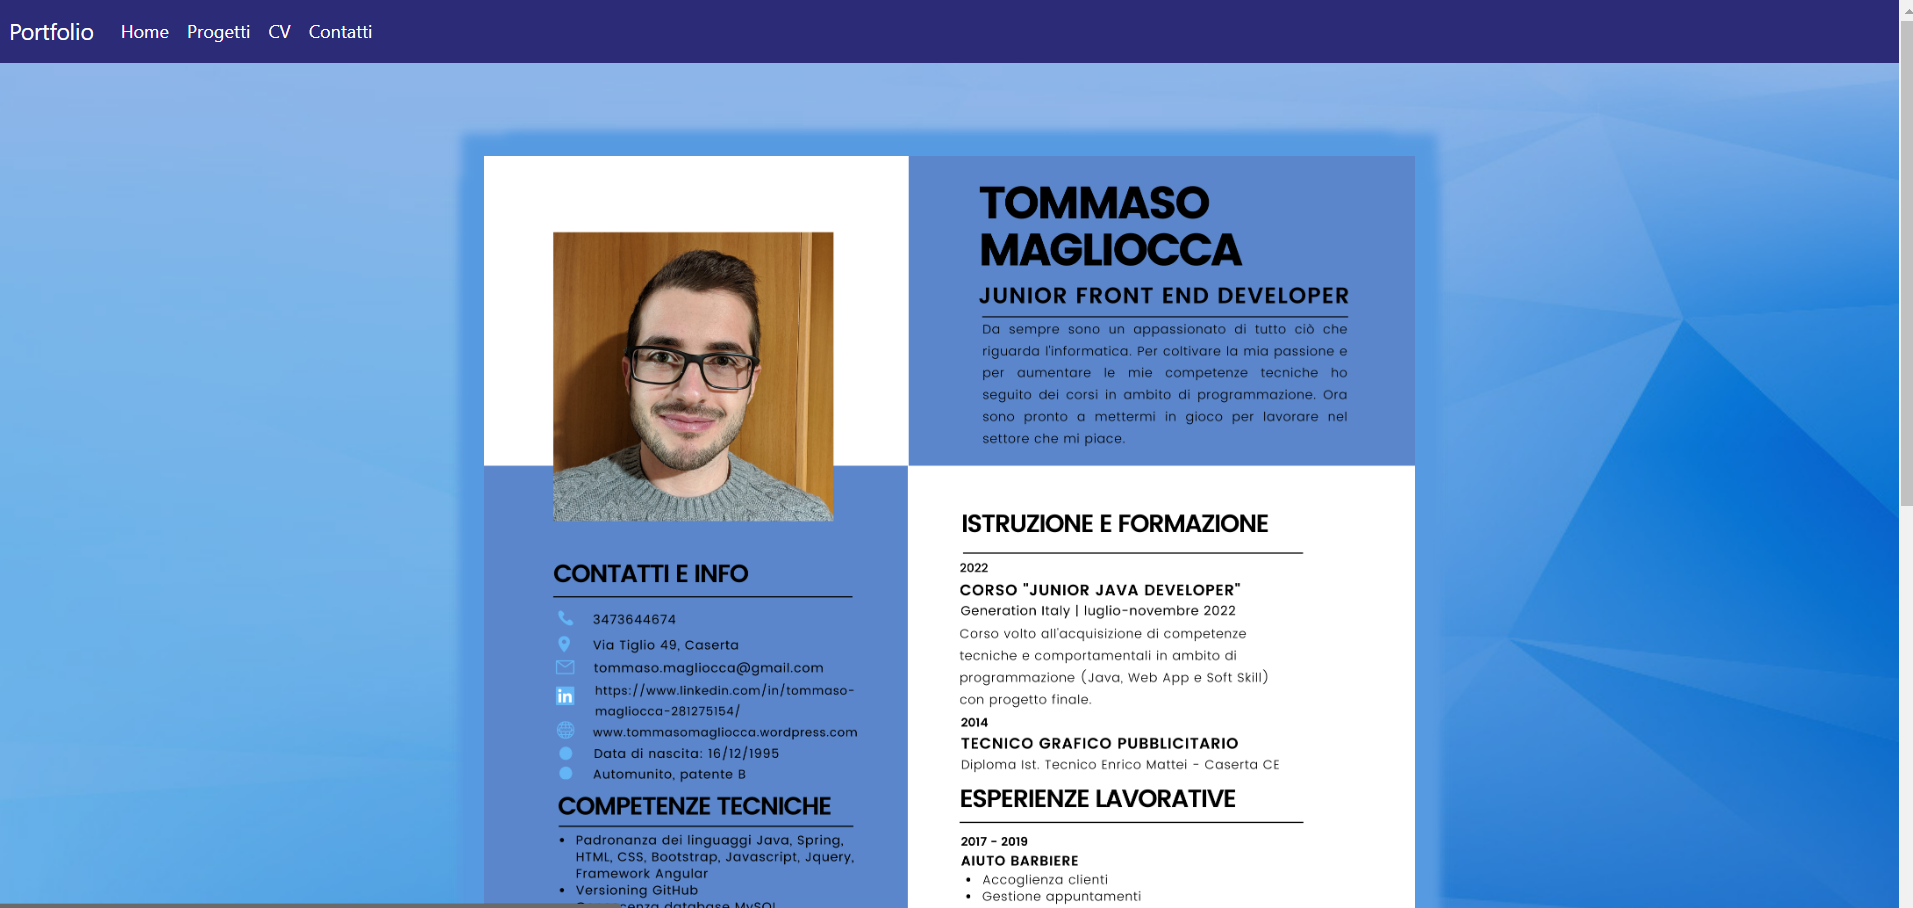 Portfolio Home Progetti CV Contatti
TOMMASO
MAGLIOCCA
JUNIOR FRONT END DEVELOPER
Da sempre sono un appassionato di tutto ciò che
riguarda l'informatica. Per coltivare la mia passione e
per aumentare le mie competenze tecniche ho
seguito dei corsi in ambito di programmazione. Ora
sono pronto a mettermi in gioco per lavorare nel
settore che mi piace.
CONTATTI E INFO
3473644674
Via Tiglio 49, Caserta
tommaso.magliocca@gmail.com
in
https://www.linkedin.com/in/tommaso-
magliocca-281275154/
www.tommasomagliocca.wordpress.com
Data di nascita: 16/12/1995
Automunito, patente B
COMPETENZE TECNICHE
• Padronanza dei linguaggi Java, Spring,
HTML, CSS, Bootstrap, Javascript, Jquery,
Framework Angular
• Versioning GitHub
database MySQL
ISTRUZIONE E FORMAZIONE
2022
CORSO "JUNIOR JAVA DEVELOPER"
Generation Italy | luglio-novembre 2022
Corso volto all'acquisizione di competenze
tecniche e comportamentali in ambito di
programmazione (Java, Web App e Soft Skill)
con progetto finale.
2014
TECNICO GRAFICO PUBBLICITARIO
Diploma Ist. Tecnico Enrico Mattei - Caserta CE
ESPERIENZE LAVORATIVE
2017 - 2019
AIUTO BARBIERE
• Accoglienza clienti
• Gestione appuntamenti